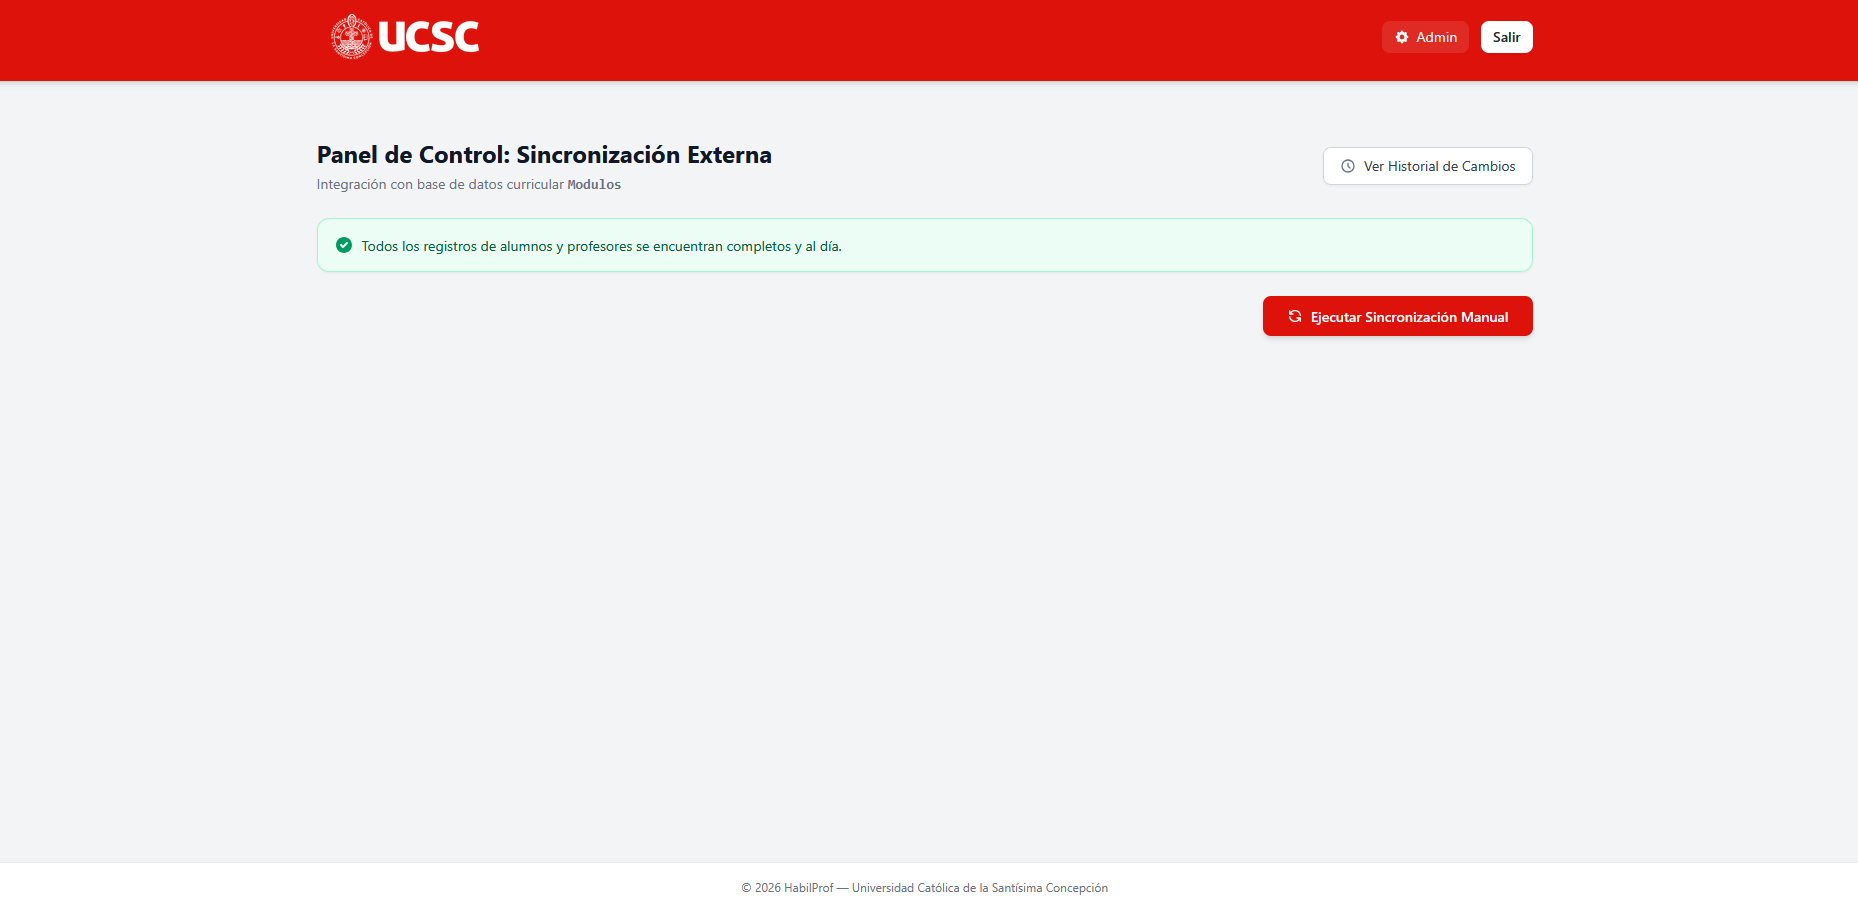 UCSC
Admin
Salir
Panel de Control: Sincronización Externa
Integración con base de datos curricular Modulos
Ver Historial de Cambios
Todos los registros de alumnos y profesores se encuentran completos y al día.
Ejecutar Sincronización Manual
© 2026 HabilProf — Universidad Católica de la Santísima Concepción